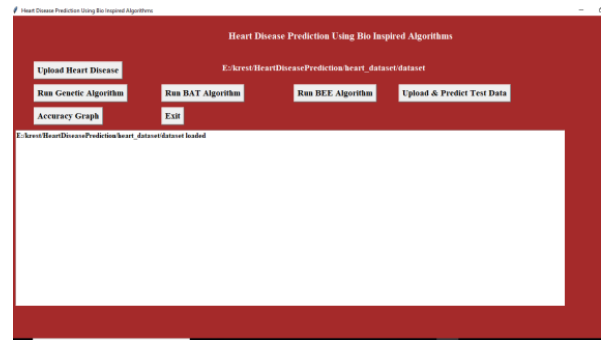 Heart Disease Prediction Using Bio Inspired Algorithms
Heart Disease Prediction Using Bio Inspired Algorithms
Upload Heart Disease E:/krest/HeartDiseasePrediction/heart_dataset/dataset
Run Genetic Algorithm Run BAT Algorithm Run BEE Algorithm Upload & Predict Test Data
Accuracy Graph Exit
E:/krest/HeartDiseasePrediction/heart_dataset/dataset loaded